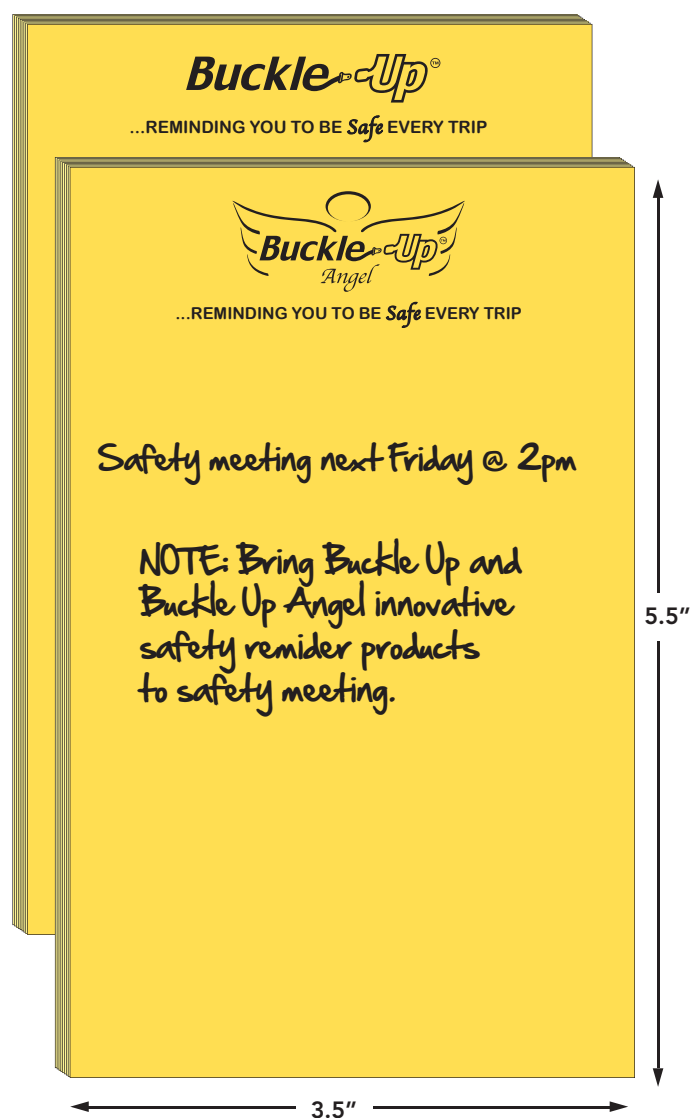 Buckle-Up™
...REMINDING YOU TO BE Safe EVERY TRIP
Buckle-Up™
Angel
...REMINDING YOU TO BE Safe EVERY TRIP
Safety meeting next Friday @ 2pm
NOTE: Bring Buckle Up and
Buckle Up Angel innovative
safety remider products
to safety meeting.
5.5"
3.5"